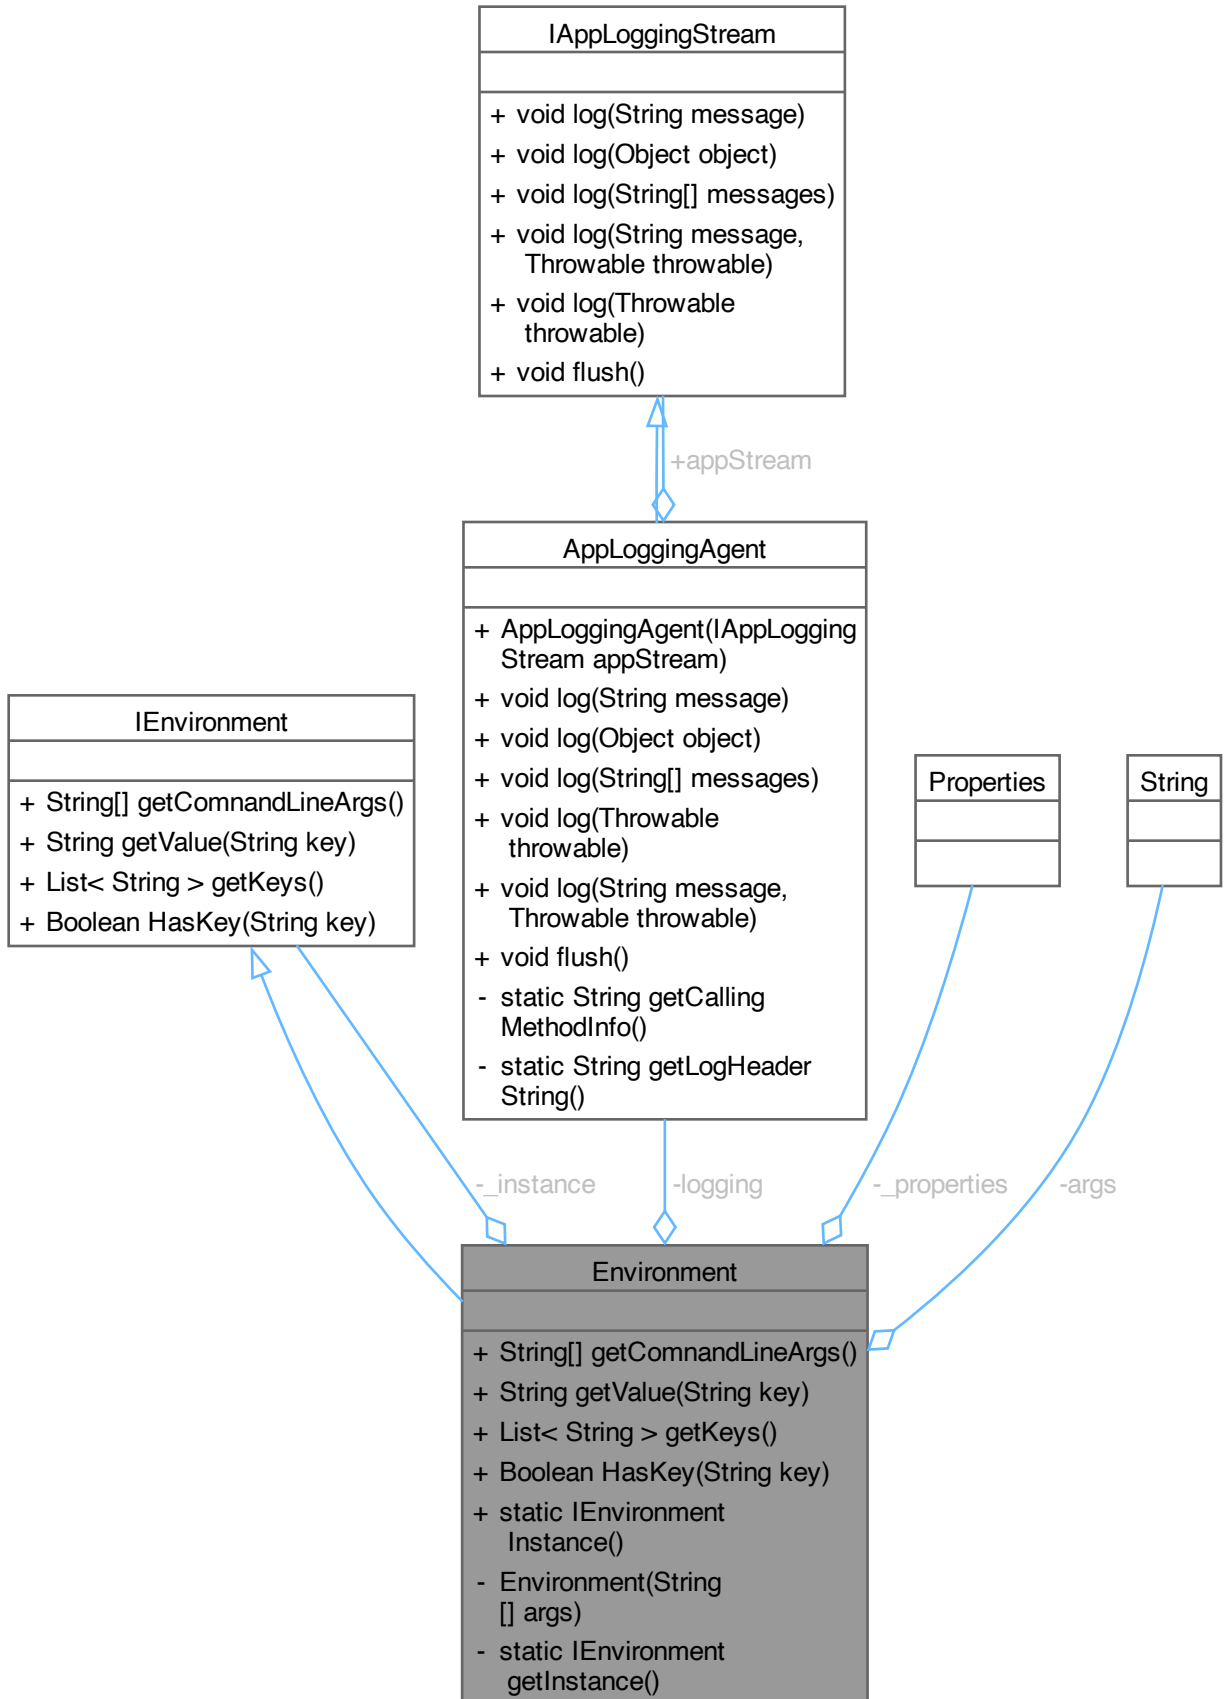 IAppLoggingStream
+ void log(String message)
+ void log(Object object)
+ void log(String[] messages)
+ void log(String message,
Throwable throwable)
+ void log(Throwable
throwable)
+ void flush()
+appStream
AppLoggingAgent
+ AppLoggingAgent(IAppLogging
Stream appStream)
+ void log(String message)
+ void log(Object object)
+ void log(String[] messages)
+ void log(Throwable
throwable)
+ void log(String message,
Throwable throwable)
+ void flush()
- static String getCalling
MethodInfo()
- static String getLogHeader
String()
IEnvironment
+ String[] getComnandLineArgs()
+ String getValue(String key)
+ List< String > getKeys()
+ Boolean HasKey(String key)
Properties
String
-_instance
-logging
-_properties
-args
Environment
+ String[] getComnandLineArgs()
+ String getValue(String key)
+ List< String > getKeys()
+ Boolean HasKey(String key)
+ static IEnvironment
Instance()
- Environment(String
[] args)
- static IEnvironment
getInstance()